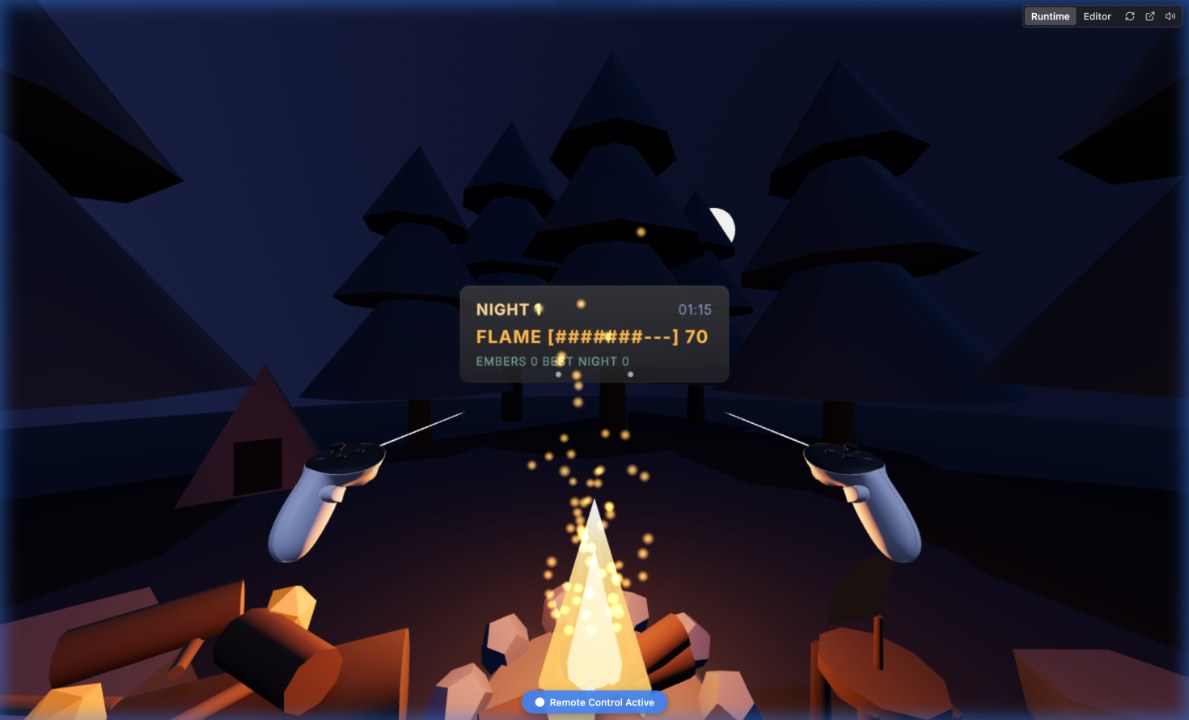 Runtime Editor
NIGHT
01:15
FLAME [#######---] 70
EMBERS 0 BEST NIGHT 0
Remote Control Active